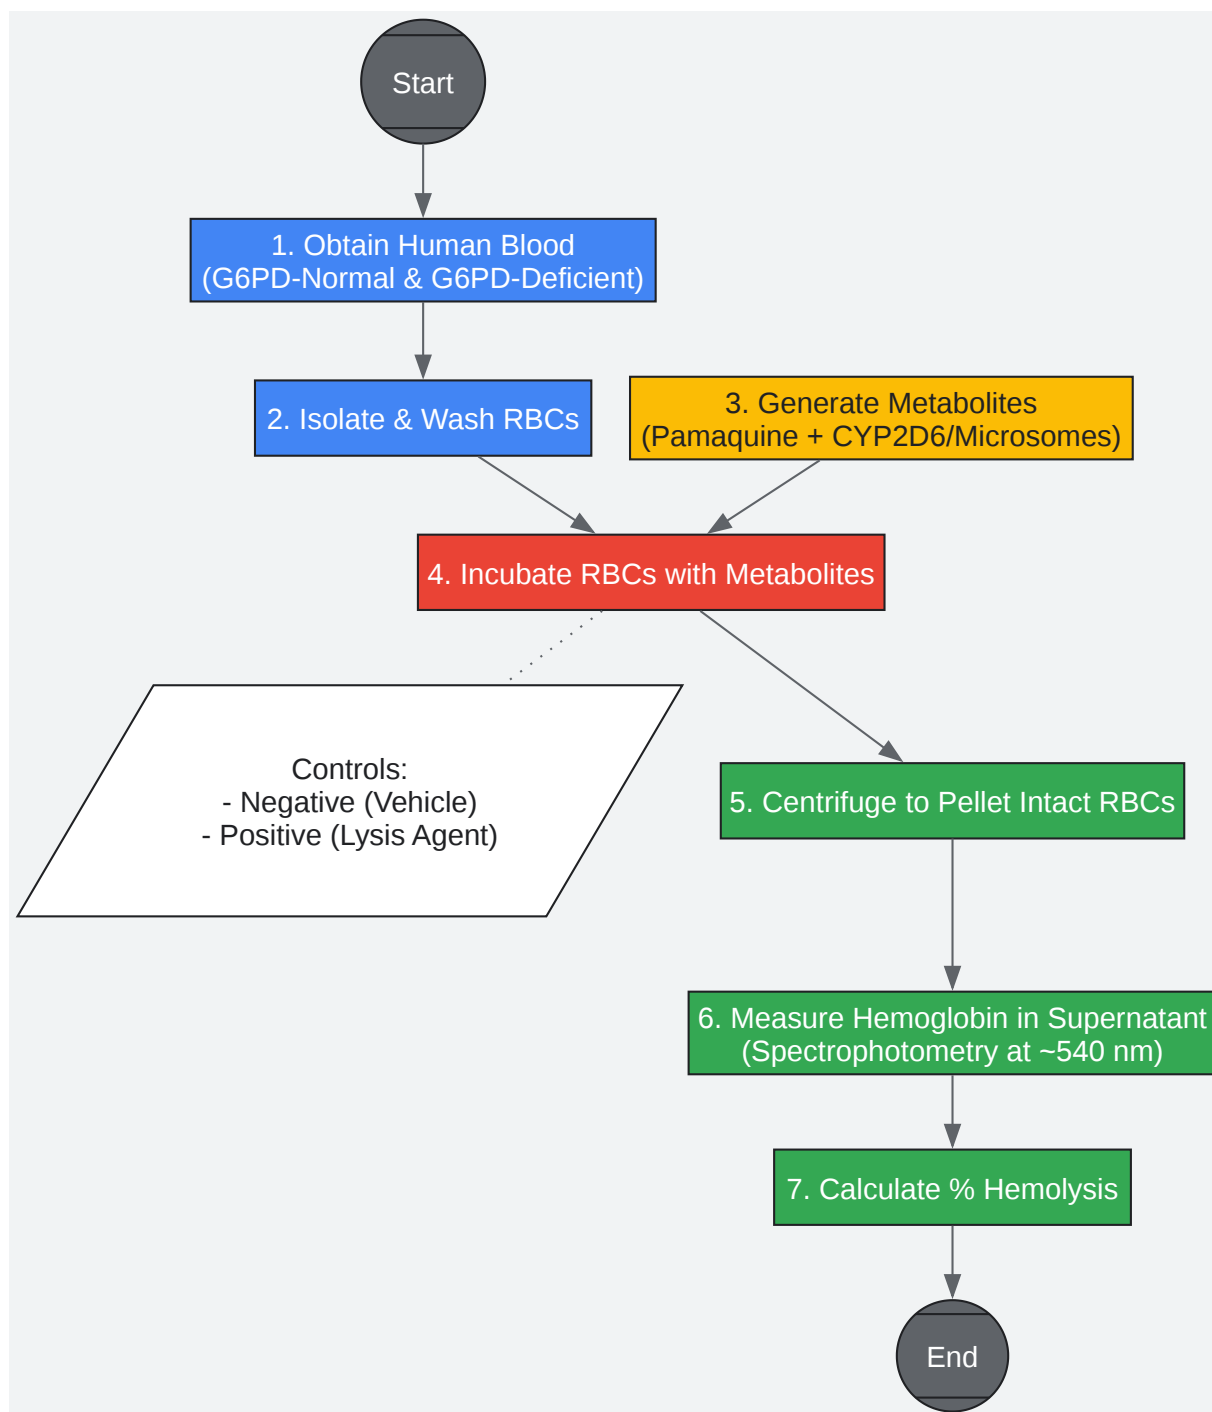 Start
1. Obtain Human Blood
(G6PD-Normal & G6PD-Deficient)
2. Isolate & Wash RBCs
3. Generate Metabolites
(Pamaquine + CYP2D6/Microsomes)
4. Incubate RBCs with Metabolites
Controls:
- Negative (Vehicle)
- Positive (Lysis Agent)
5. Centrifuge to Pellet Intact RBCs
6. Measure Hemoglobin in Supernatant
(Spectrophotometry at ~540 nm)
7. Calculate % Hemolysis
End